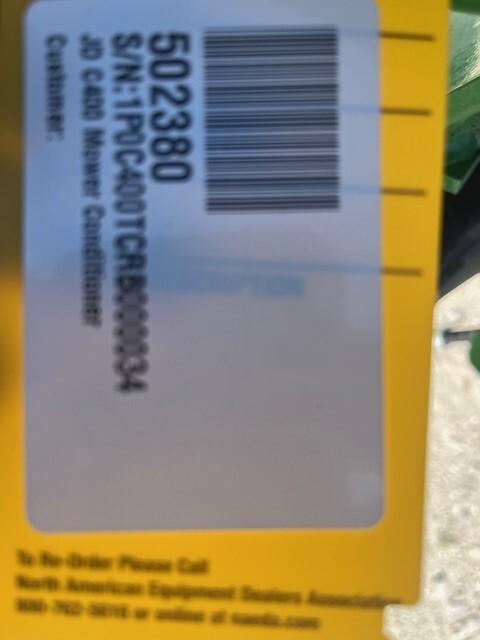 502380
S/N:1P0C400TCRB000034
JD C400 Mower Conditioner
Customer:
To Re-Order Please Call
North American Equipment Dealers Association
800-762-5616 or online at naeda.com